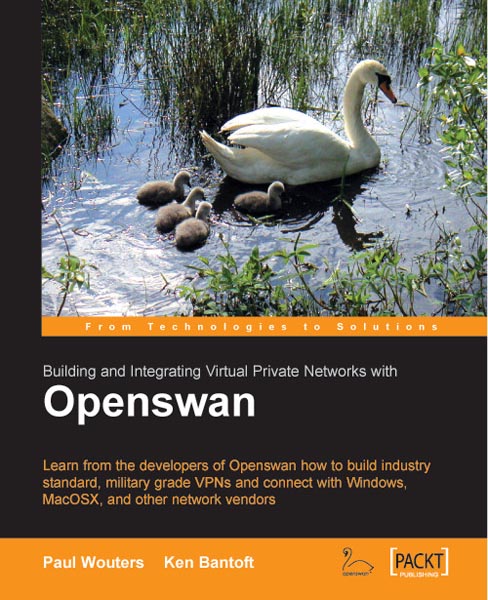 From Technologies to Solutions
Building and Integrating Virtual Private Networks with
Openswan
Learn from the developers of Openswan how to build industry
standard, military grade VPNs and connect with Windows,
MacOSX, and other network vendors
Paul Wouters Ken Bantoft
openswan
PACKT
PUBLISHING